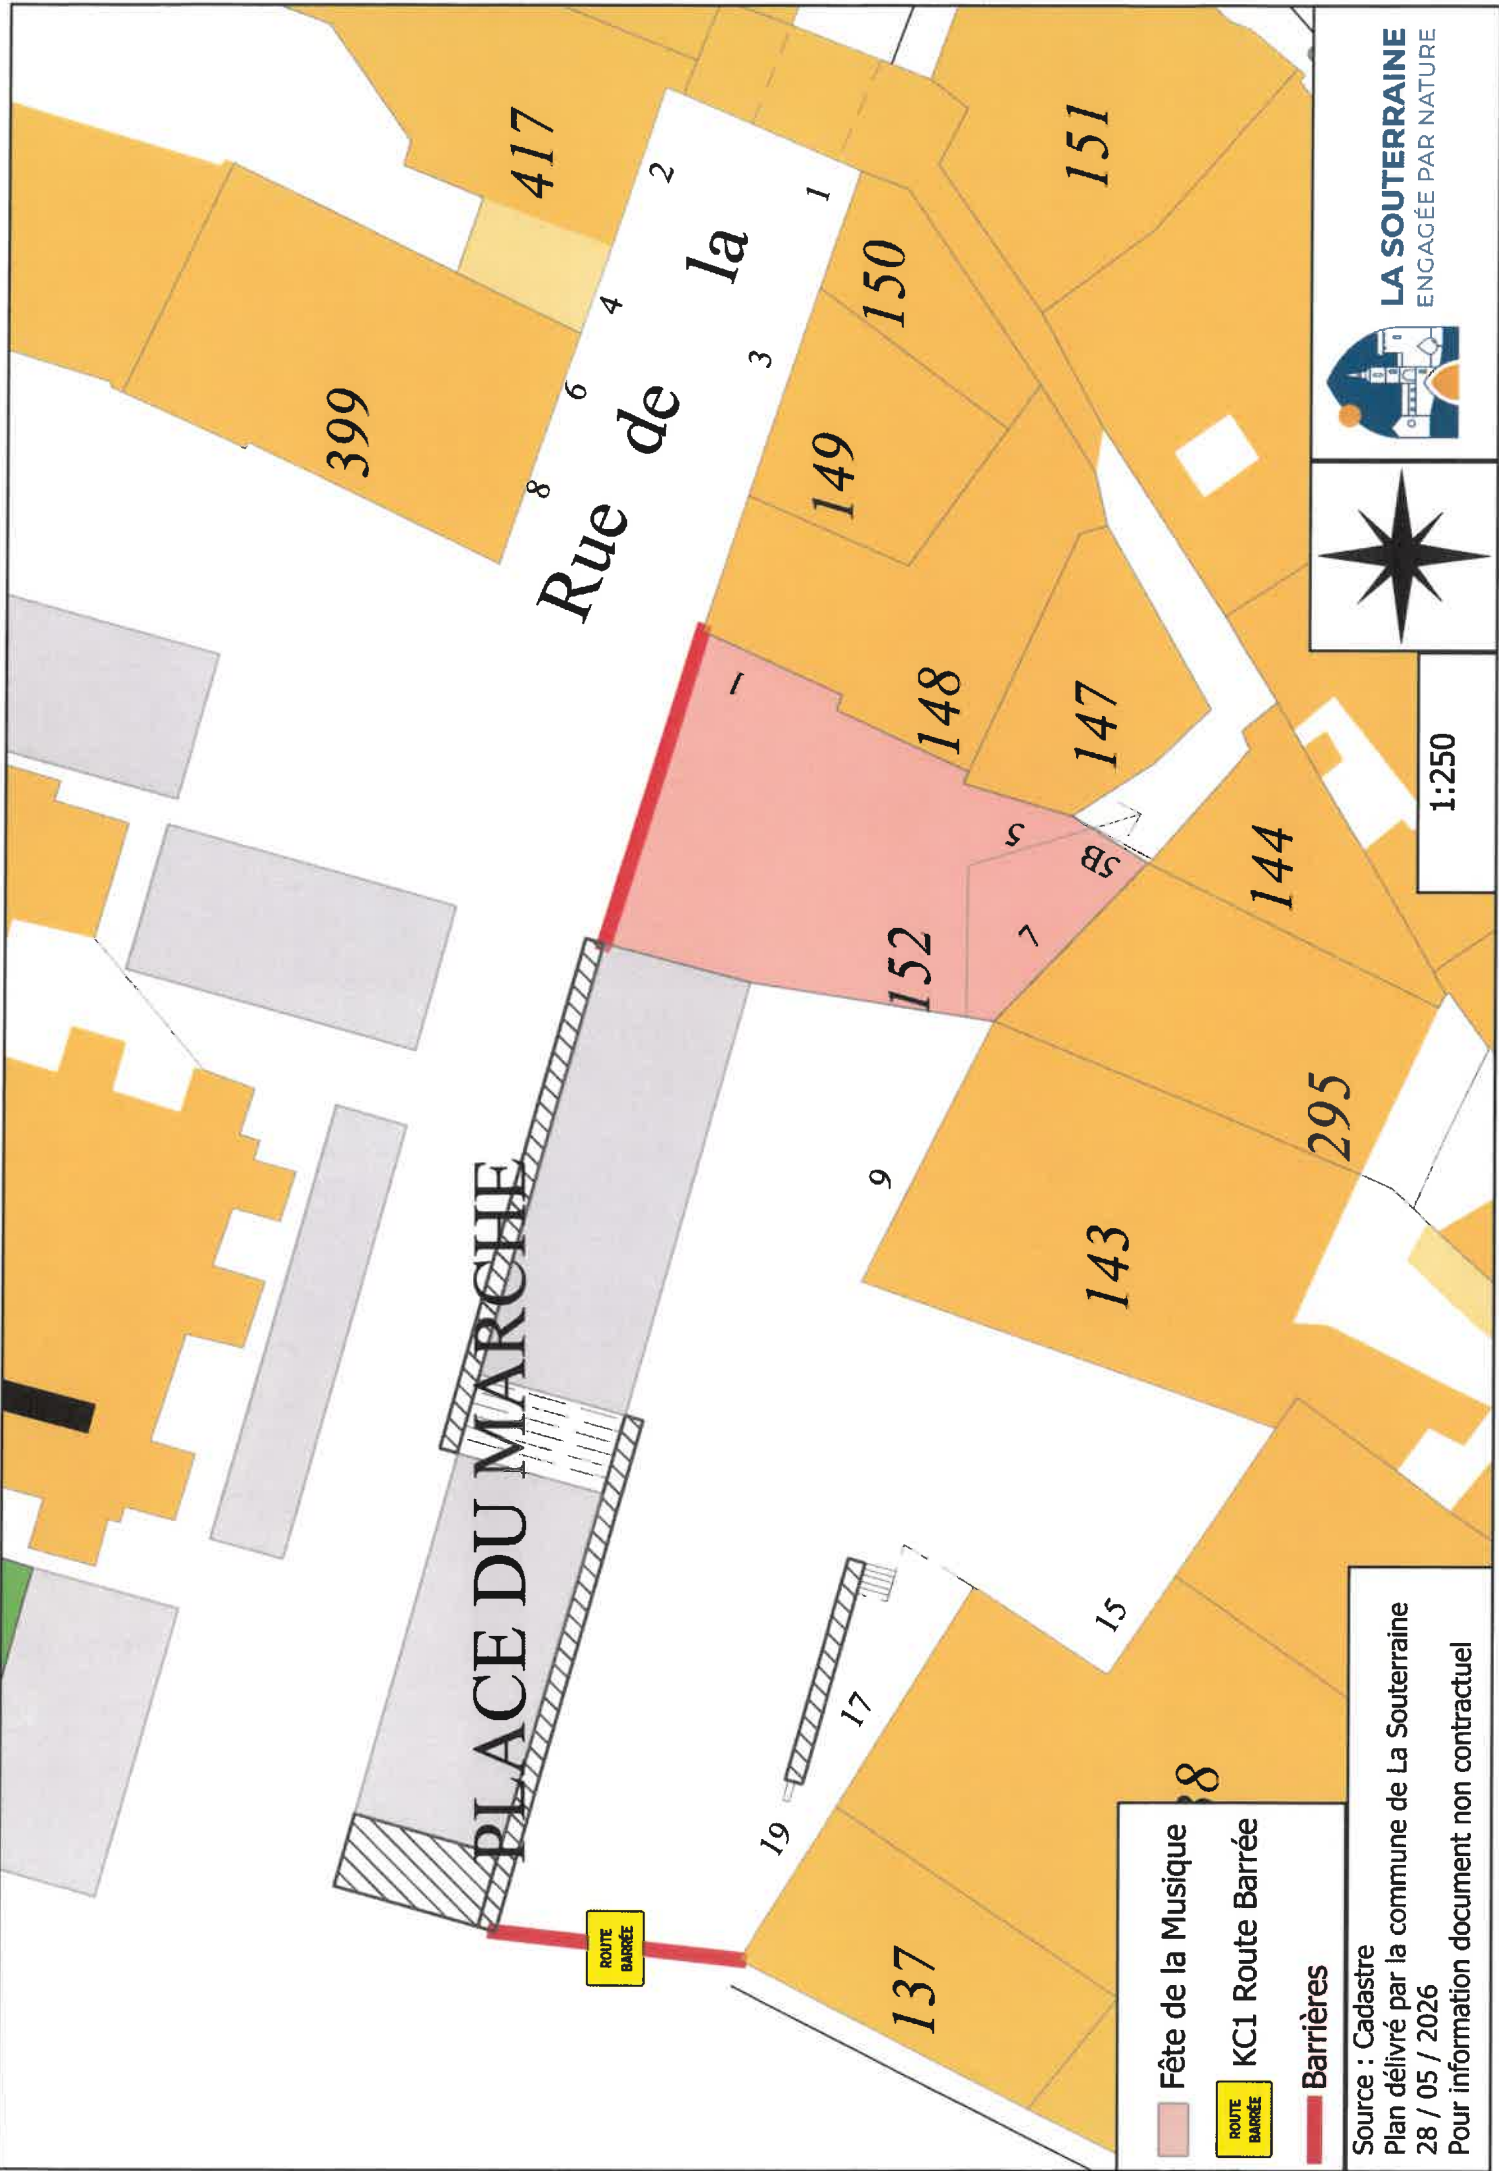 417
399
2
4
6
8
Rue de la
1
3
150
151
149
148
147
1
5
5B
7
152
144
295
143
9
PLACE DU MARCHE
15
17
19
137
38
ROUTE
BARRÉE
Fête de la Musique
ROUTE
BARRÉE
KC1 Route Barrée
Barrières
Source : Cadastre
Plan délivré par la commune de La Souterraine
28 / 05 / 2026
Pour information document non contractuel
1:250
LA SOUTERRAINE
ENGAGÉE PAR NATURE